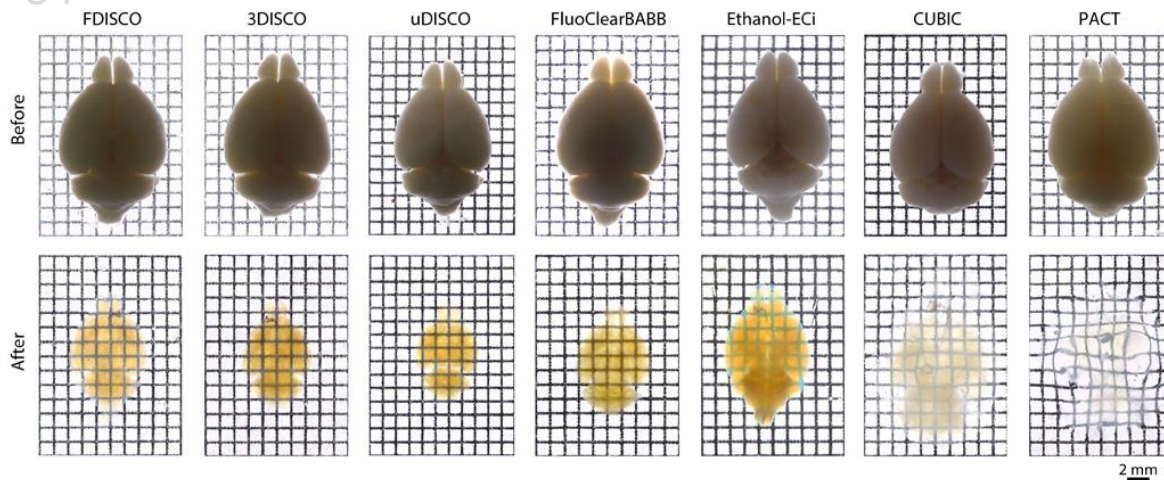 FDISCO 3DISCO uDISCO FluoClearBABB Ethanol-ECi CUBIC PACT
Before
After
2 mm